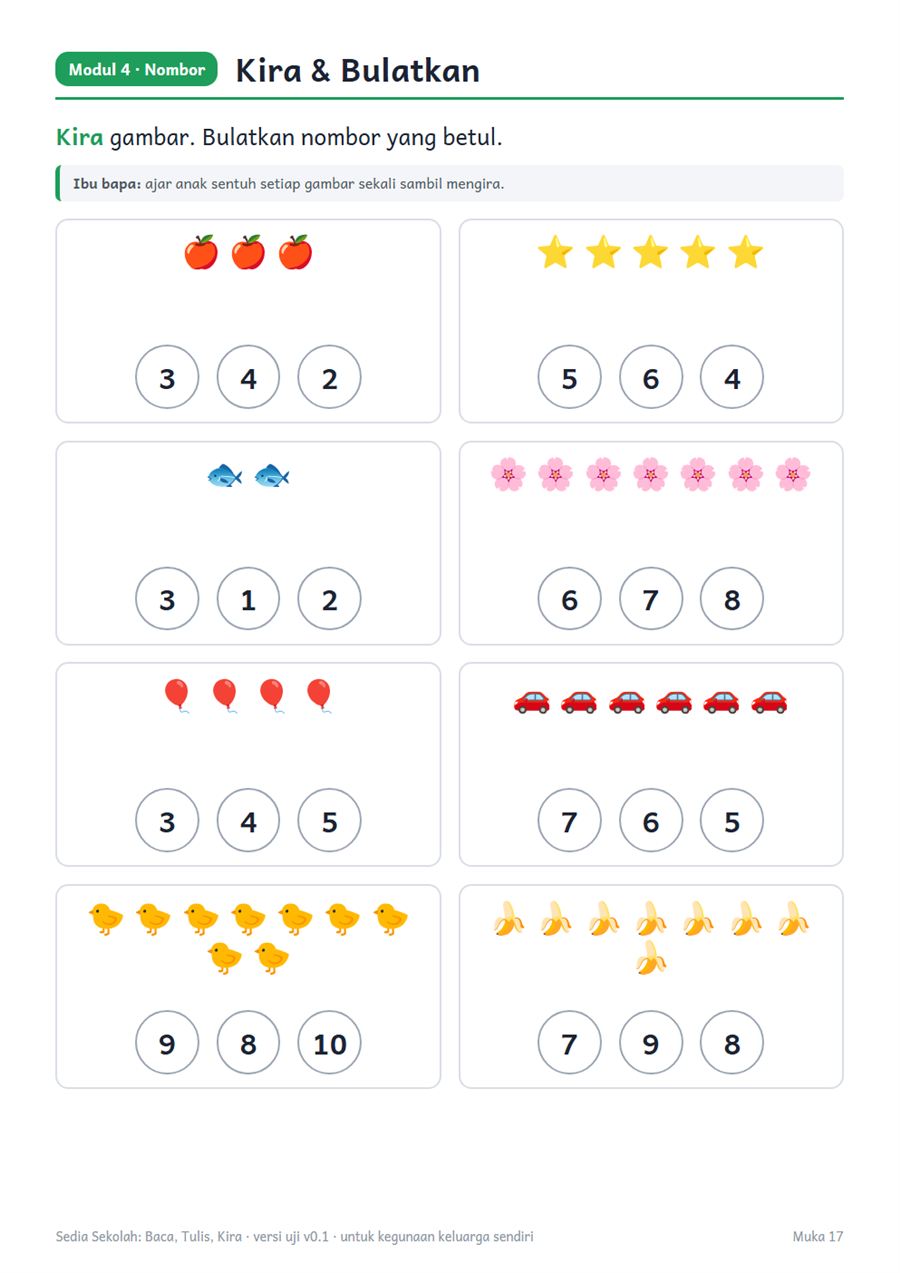 Modul 4 · Nombor
Kira & Bulatkan
Kira gambar. Bulatkan nombor yang betul.
Ibu bapa: ajar anak sentuh setiap gambar sekali sambil mengira.
3 4 2
5 6 4
3 1 2
6 7 8
3 4 5
7 6 5
9 8 10
7 9 8
Sedia Sekolah: Baca, Tulis, Kira · versi uji v0.1 · untuk kegunaan keluarga sendiri
Muka 17